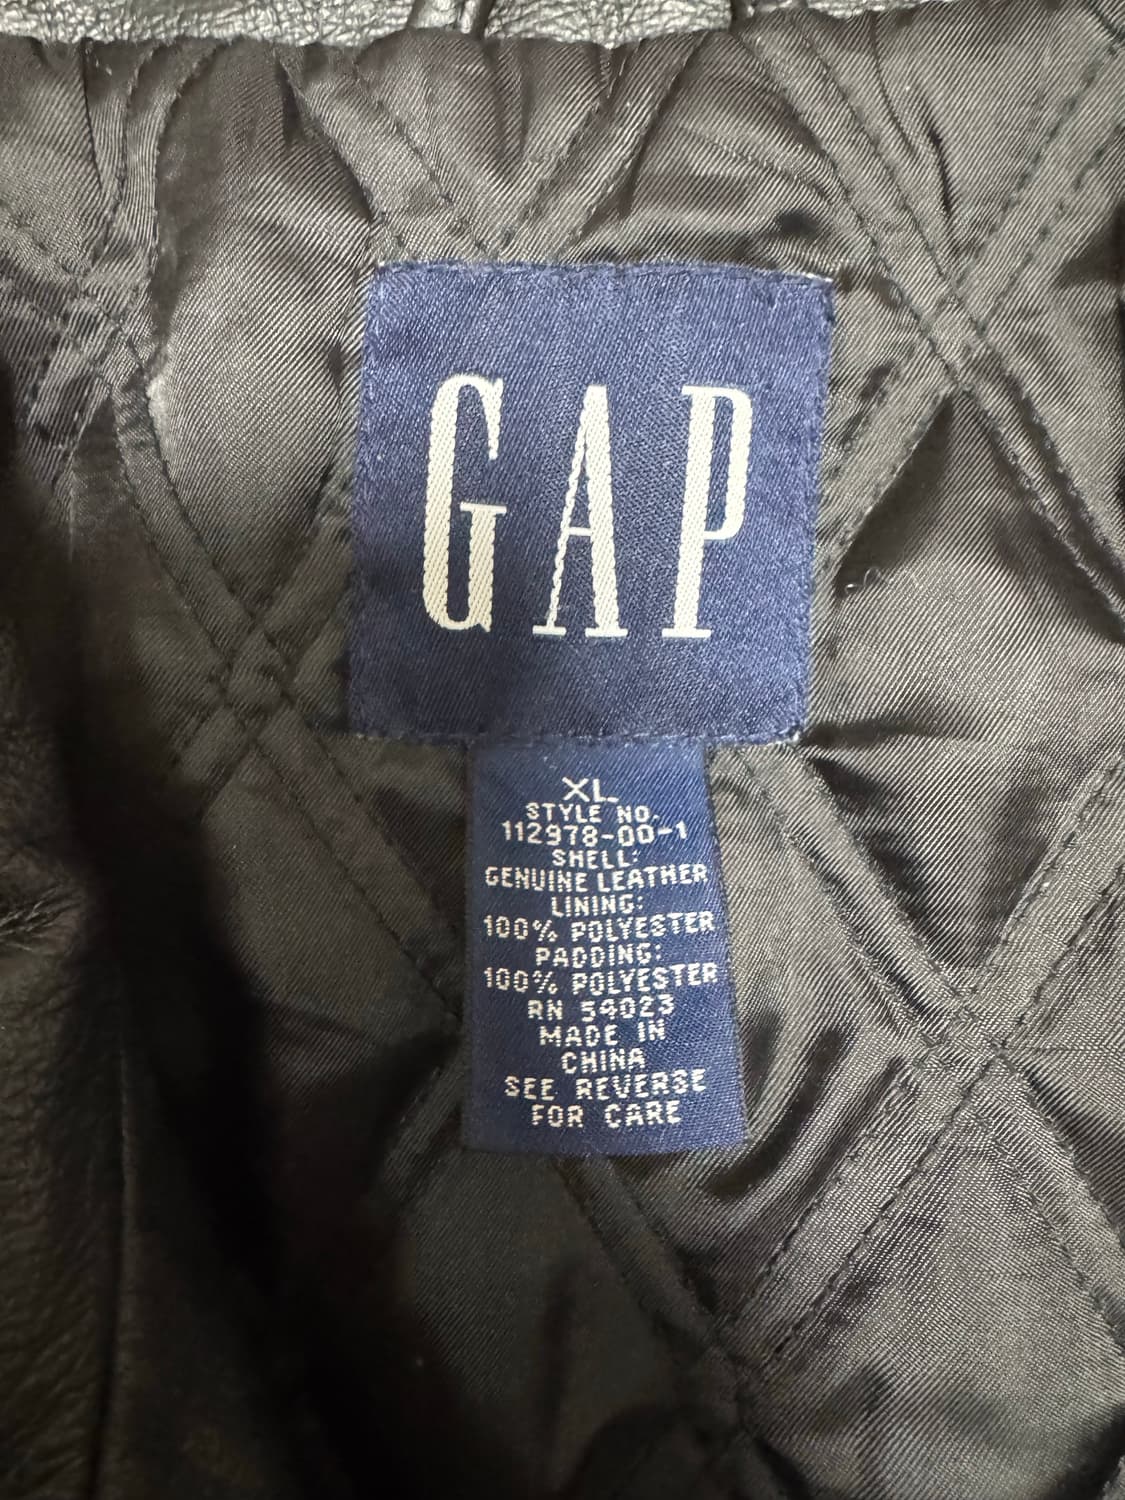 GAP
XL
STYLE NO.
112978-00-1
SHELL:
GENUINE LEATHER
LINING:
100% POLYESTER
PADDING:
100% POLYESTER
RN 54023
MADE IN
CHINA
SEE REVERSE
FOR CARE